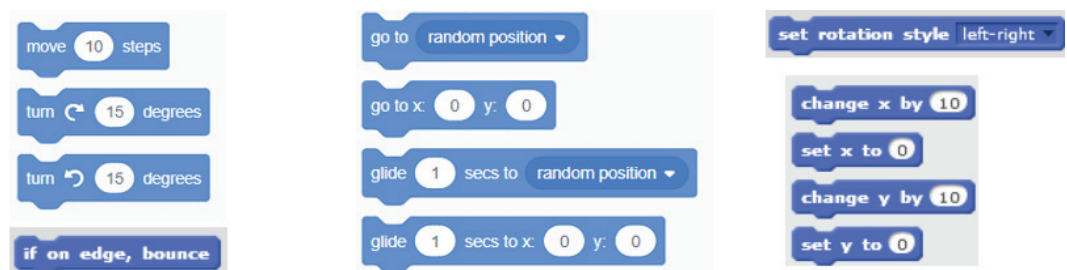 move 10 steps
turn 15 degrees
turn 15 degrees
if on edge, bounce
go to random position
go to x: 0 y: 0
glide 1 secs to random position
glide 1 secs to x: 0 y: 0
set rotation style left-right
change x by 10
set x to 0
change y by 10
set y to 0